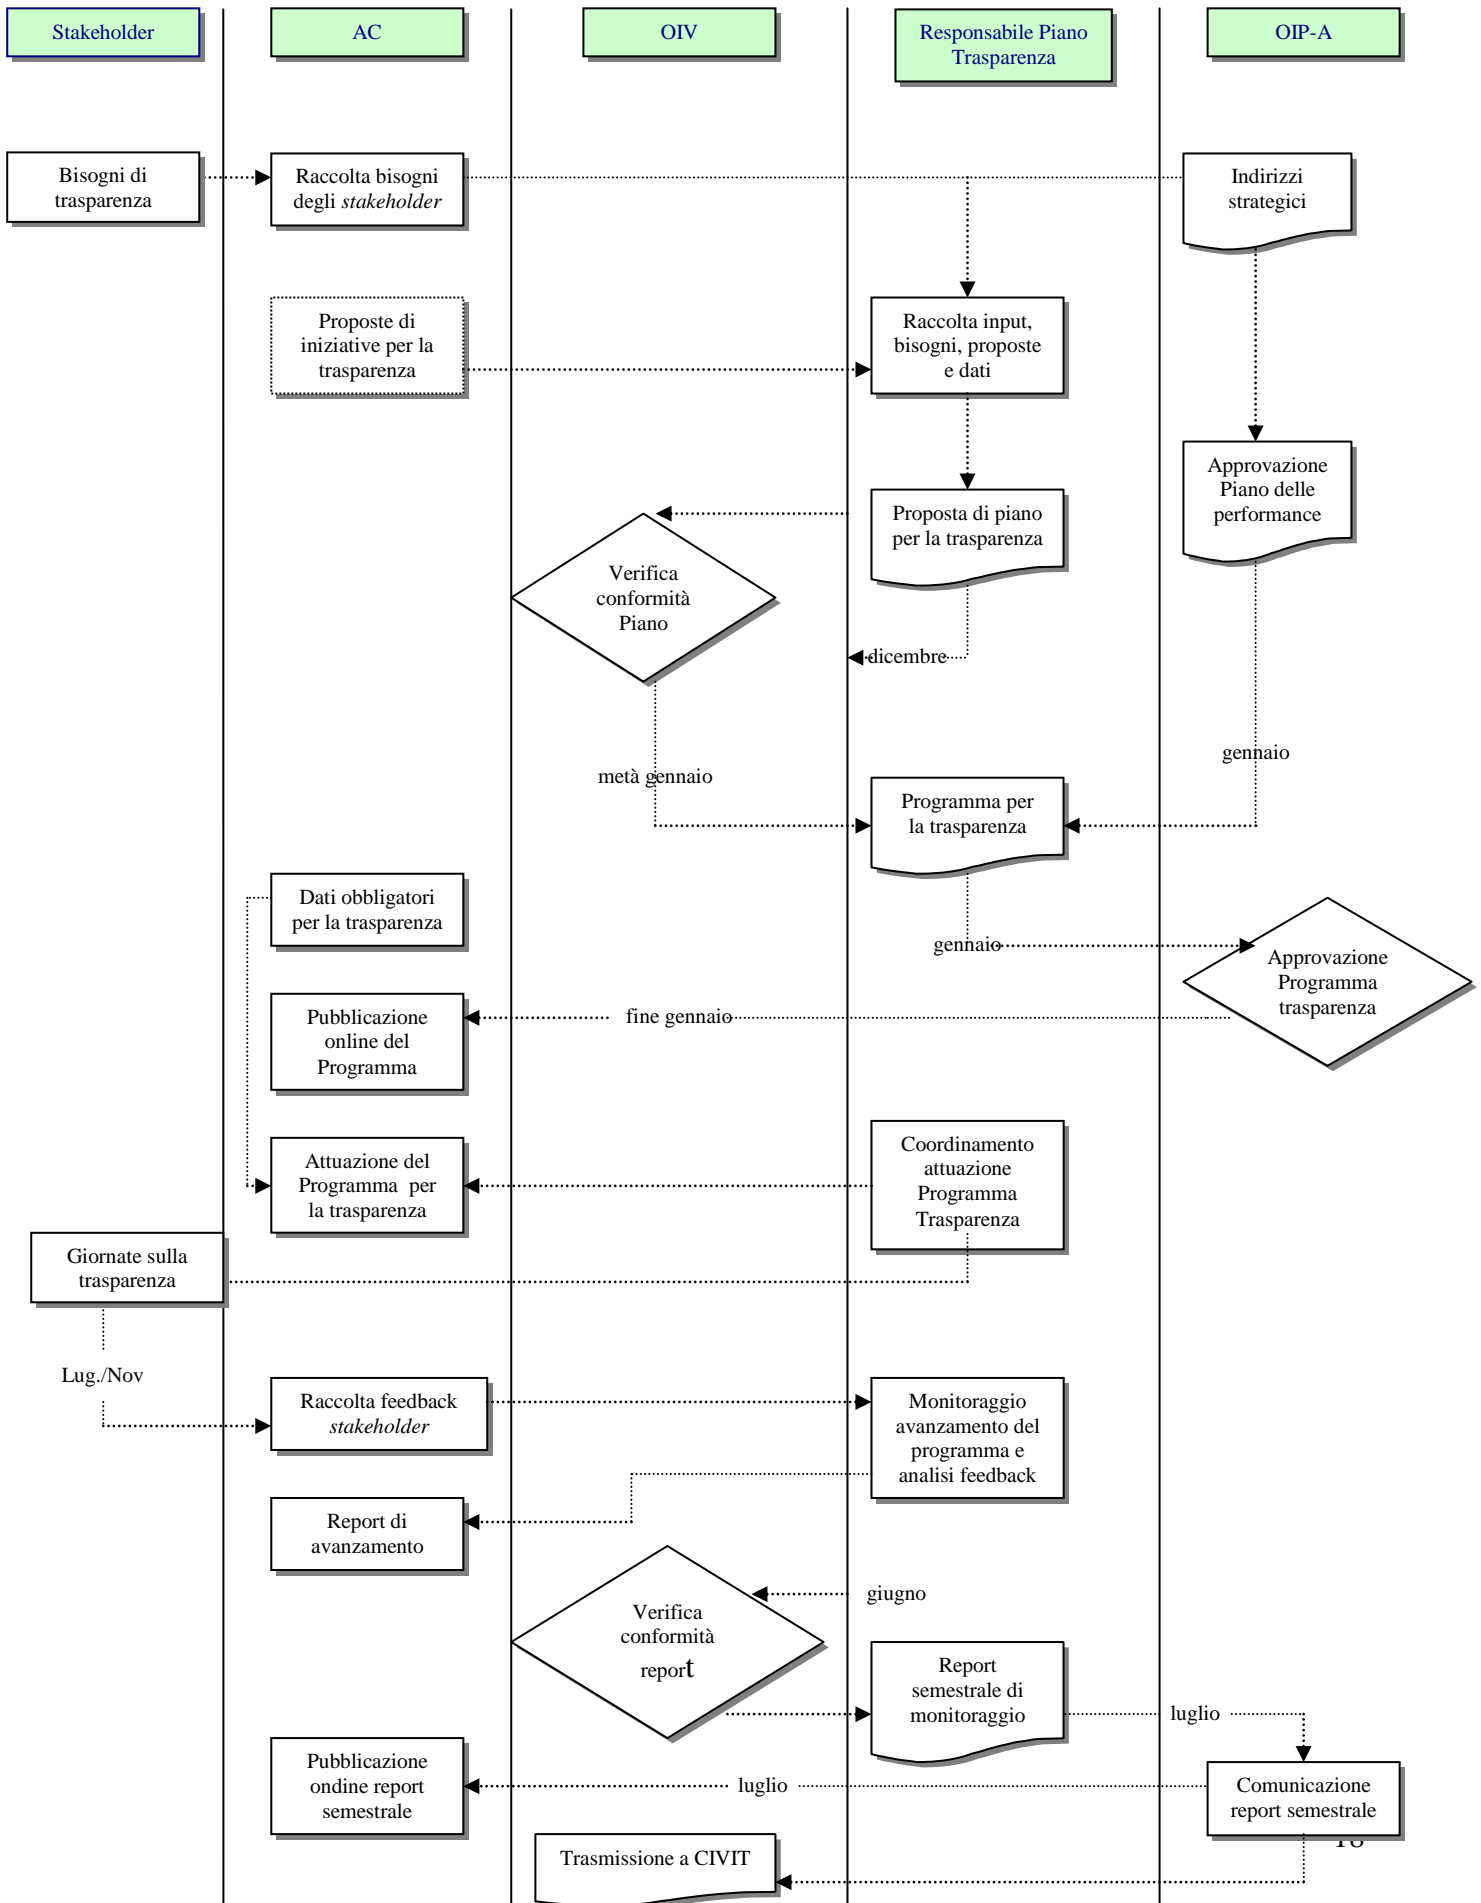 Stakeholder
AC
OIV
Responsabile Piano
Trasparenza
OIP-A
Bisogni di
trasparenza
Raccolta bisogni
degli stakeholder
Indirizzi
strategici
Proposte di
iniziative per la
trasparenza
Raccolta input,
bisogni, proposte
e dati
Approvazione
Piano delle
performance
Proposta di piano
per la trasparenza
Verifica
conformità
Piano
dicembre
gennaio
metà gennaio
Programma per
la trasparenza
Dati obbligatori
per la trasparenza
gennaio
Approvazione
Programma
trasparenza
Pubblicazione
online del
Programma
fine gennaio
Coordinamento
attuazione
Programma
Trasparenza
Attuazione del
Programma per
la trasparenza
Giornate sulla
trasparenza
Lug./Nov
Raccolta feedback
stakeholder
Monitoraggio
avanzamento del
programma e
analisi feedback
Report di
avanzamento
giugno
Verifica
conformità
report
Report
semestrale di
monitoraggio
luglio
Pubblicazione
ondine report
semestrale
luglio
Comunicazione
report semestrale
18
Trasmissione a CIVIT